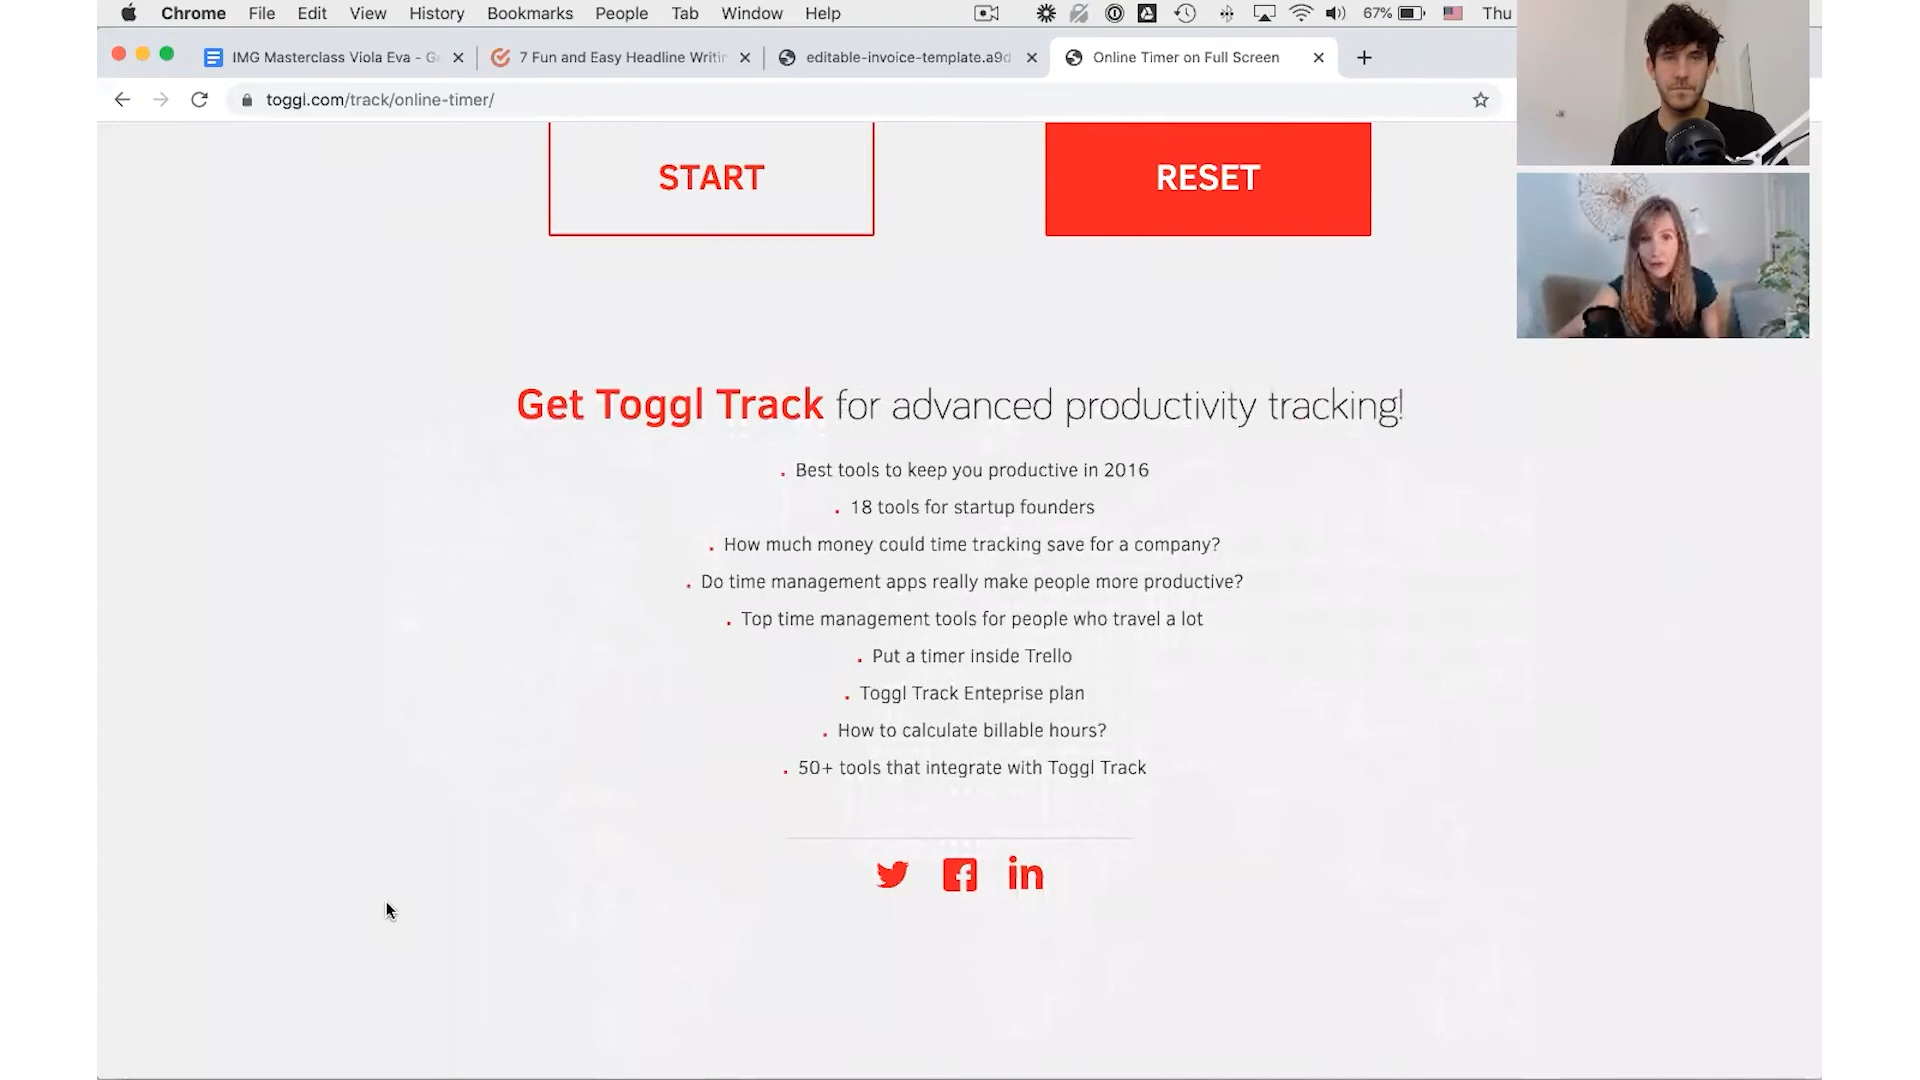 Chrome File Edit View History Bookmarks People Tab Window Help 67% Thu
IMG Masterclass Viola Eva - G 7 Fun and Easy Headline Writin editable-invoice-template.a9d Online Timer on Full Screen
toggl.com/track/online-timer/
START RESET
Get Toggl Track for advanced productivity tracking!
. Best tools to keep you productive in 2016
. 18 tools for startup founders
. How much money could time tracking save for a company?
. Do time management apps really make people more productive?
. Top time management tools for people who travel a lot
. Put a timer inside Trello
. Toggl Track Enteprise plan
. How to calculate billable hours?
. 50+ tools that integrate with Toggl Track
in